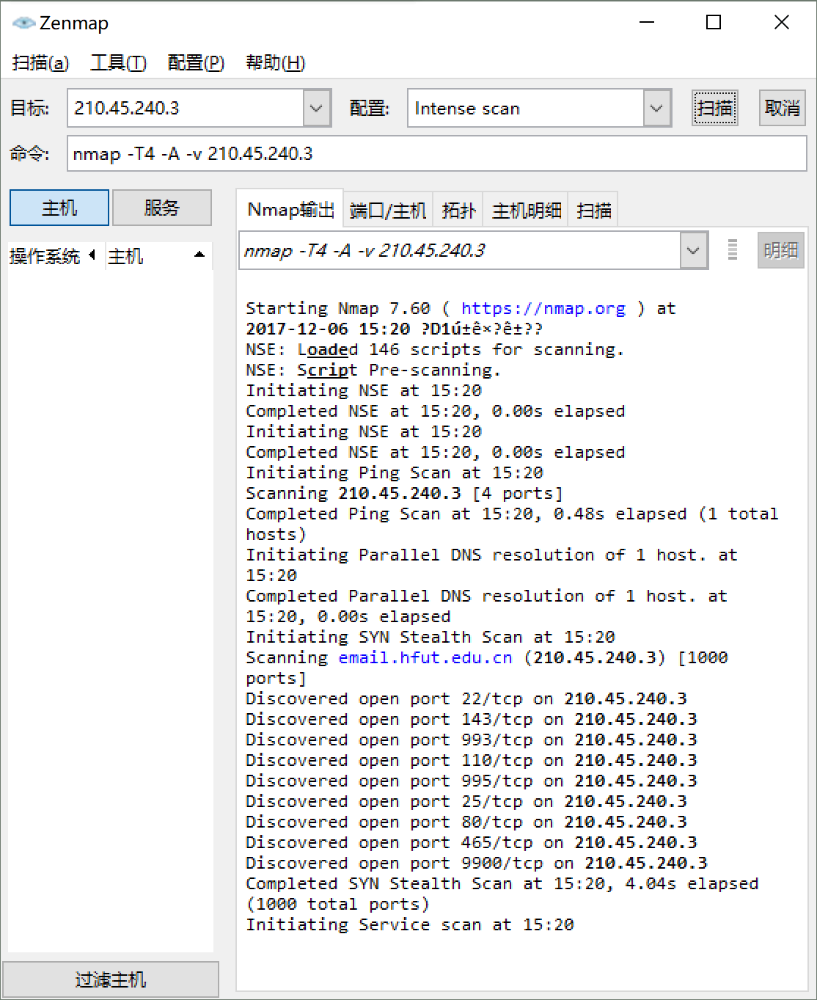 Zenmap
扫描(a) 工具(T) 配置(P) 帮助(H)
目标: 210.45.240.3 配置: Intense scan 扫描 取消
命令: nmap -T4 -A -v 210.45.240.3
主机 服务
操作系统 主机
Nmap输出 端口/主机 拓扑 主机明细 扫描
nmap -T4 -A -v 210.45.240.3 明细
Starting Nmap 7.60 ( https://nmap.org ) at
2017-12-06 15:20 ?D1ú±ê×?ê±??
NSE: Loaded 146 scripts for scanning.
NSE: Script Pre-scanning.
Initiating NSE at 15:20
Completed NSE at 15:20, 0.00s elapsed
Initiating NSE at 15:20
Completed NSE at 15:20, 0.00s elapsed
Initiating Ping Scan at 15:20
Scanning 210.45.240.3 [4 ports]
Completed Ping Scan at 15:20, 0.48s elapsed (1 total
hosts)
Initiating Parallel DNS resolution of 1 host. at
15:20
Completed Parallel DNS resolution of 1 host. at
15:20, 0.00s elapsed
Initiating SYN Stealth Scan at 15:20
Scanning email.hfut.edu.cn (210.45.240.3) [1000
ports]
Discovered open port 22/tcp on 210.45.240.3
Discovered open port 143/tcp on 210.45.240.3
Discovered open port 993/tcp on 210.45.240.3
Discovered open port 110/tcp on 210.45.240.3
Discovered open port 995/tcp on 210.45.240.3
Discovered open port 25/tcp on 210.45.240.3
Discovered open port 80/tcp on 210.45.240.3
Discovered open port 465/tcp on 210.45.240.3
Discovered open port 9900/tcp on 210.45.240.3
Completed SYN Stealth Scan at 15:20, 4.04s elapsed
(1000 total ports)
Initiating Service scan at 15:20
过滤主机